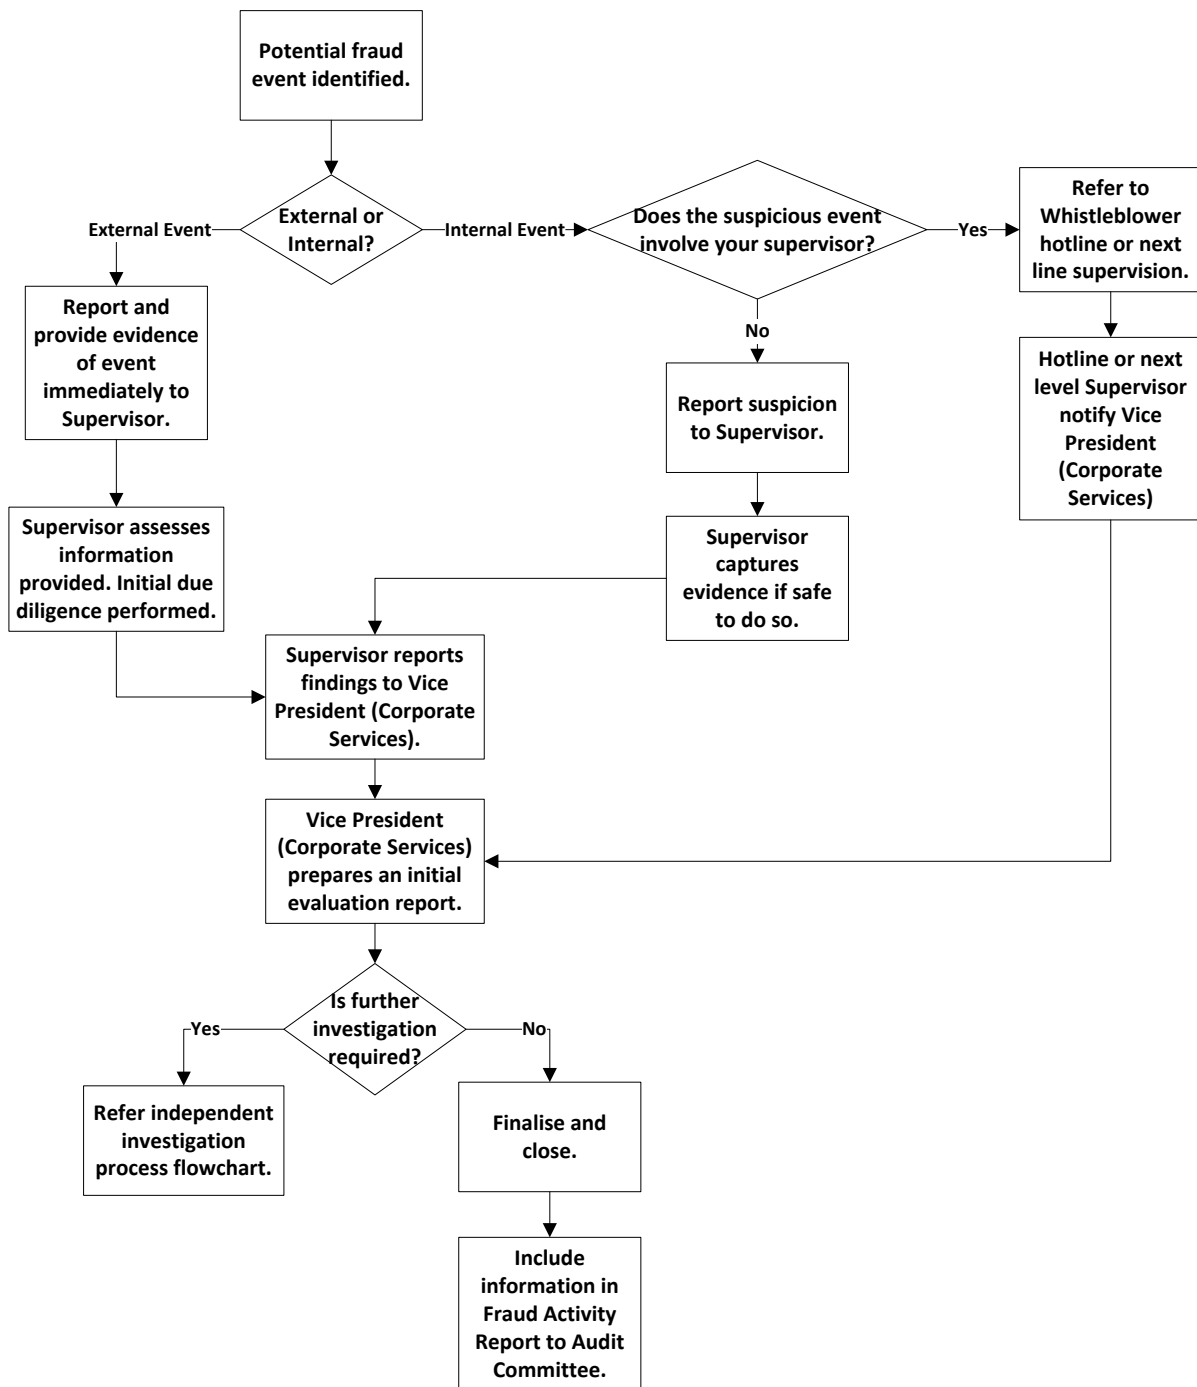 Potential fraud
event identified.
External or
Internal?
External Event
Internal Event
Does the suspicious event
involve your supervisor?
Yes
Refer to
Whistleblower
hotline or next
line supervision.
Report and
provide evidence
of event
immediately to
Supervisor.
No
Report suspicion
to Supervisor.
Hotline or next
level Supervisor
notify Vice
President
(Corporate
Services)
Supervisor assesses
information
provided. Initial due
diligence performed.
Supervisor
captures
evidence if safe
to do so.
Supervisor reports
findings to Vice
President (Corporate
Services).
Vice President
(Corporate Services)
prepares an initial
evaluation report.
Is further
investigation
required?
Yes
No
Refer independent
investigation
process flowchart.
Finalise and
close.
Include
information in
Fraud Activity
Report to Audit
Committee.